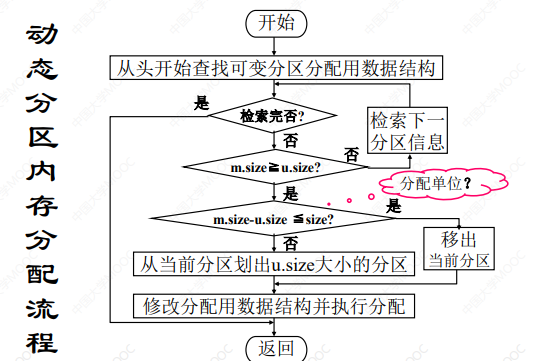 动态分区内存分配流程
开始
从头开始查找可变分区分配用数据结构
是
检索完否?
检索下一
分区信息
否
否
m.size≧u.size?
分配单位?
是
是
m.size-u.size ≦size?
移出
当前分区
否
从当前分区划出u.size大小的分区
修改分配用数据结构并执行分配
返回